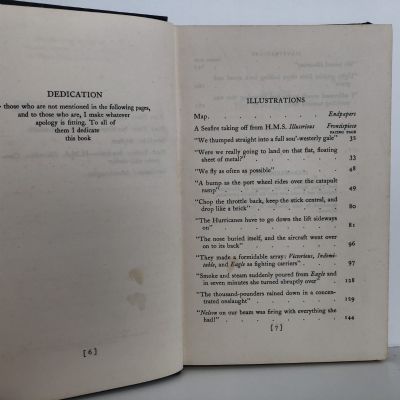 DEDICATION
those who are not mentioned in the following pages,
and to those who are, I make whatever
apology is fitting. To all of
them I dedicate
this book
[6]
ILLUSTRATIONS
Map. Endpapers
A Seafire taking off from H.M.S. Illustrious Frontispiece
FACING PAGE
"We thumped straight into a full sou'-westerly gale" 32
"Were we really going to land on that flat, floating
sheet of metal?" 33
"We fly as often as possible" 48
"A bump as the port wheel rides over the catapult
ramp" 49
"Chop the throttle back, keep the stick central, and
drop like a brick" 80
"The Hurricanes have to go down the lift sideways
on" 81
"The nose buried itself, and the aircraft went over
on to its back" 96
"They made a formidable array: Victorious, Indomit-
able, and Eagle as fighting carriers" 97
"Smoke and steam suddenly poured from Eagle and
in seven minutes she turned abruptly over" 128
"The thousand-pounders rained down in a concen-
trated onslaught" 129
"Nelson on our beam was firing with everything she
had!" 144
[7]